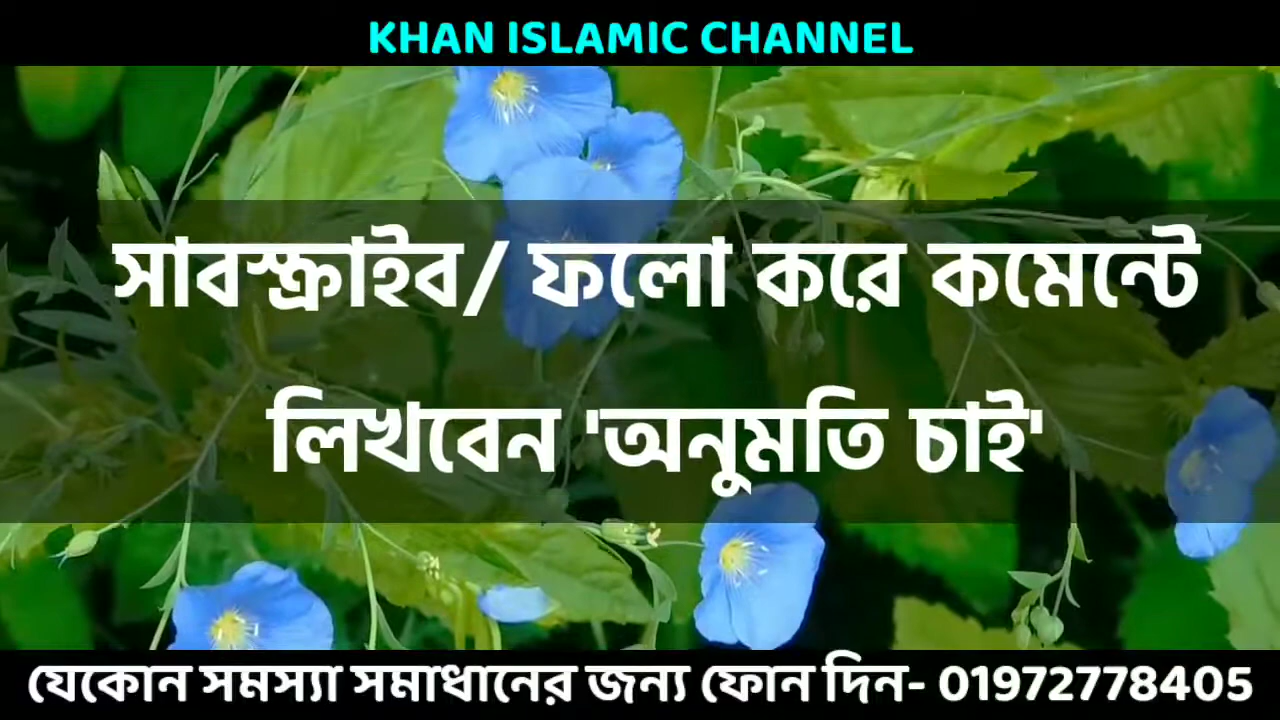 KHAN ISLAMIC CHANNEL
সাবস্ক্রাইব/ ফলো করে কমেন্টে
লিখবেন 'অনুমতি চাই'
যেকোন সমস্যা সমাধানের জন্য ফোন দিন- 01972778405